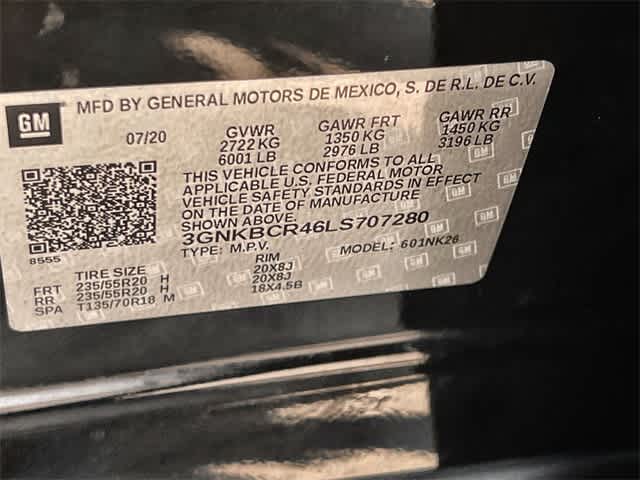 GM MFD BY GENERAL MOTORS DE MEXICO, S. DE R.L. DE C.V.
07/20 GVWR GAWR FRT GAWR RR
2722 KG 1350 KG 1450 KG
6001 LB 2976 LB 3196 LB
THIS VEHICLE CONFORMS TO ALL
APPLICABLE U.S. FEDERAL MOTOR
VEHICLE SAFETY STANDARDS IN EFFECT
ON THE DATE OF MANUFACTURE
SHOWN ABOVE.
3GNKBCR46LS707280
8555 TYPE: M.P.V. MODEL: 601NK26
TIRE SIZE RIM
FRT 235/55R20 H 20X8J
RR 235/55R20 H 20X8J
SPA T135/70R18 M 18X4.5B